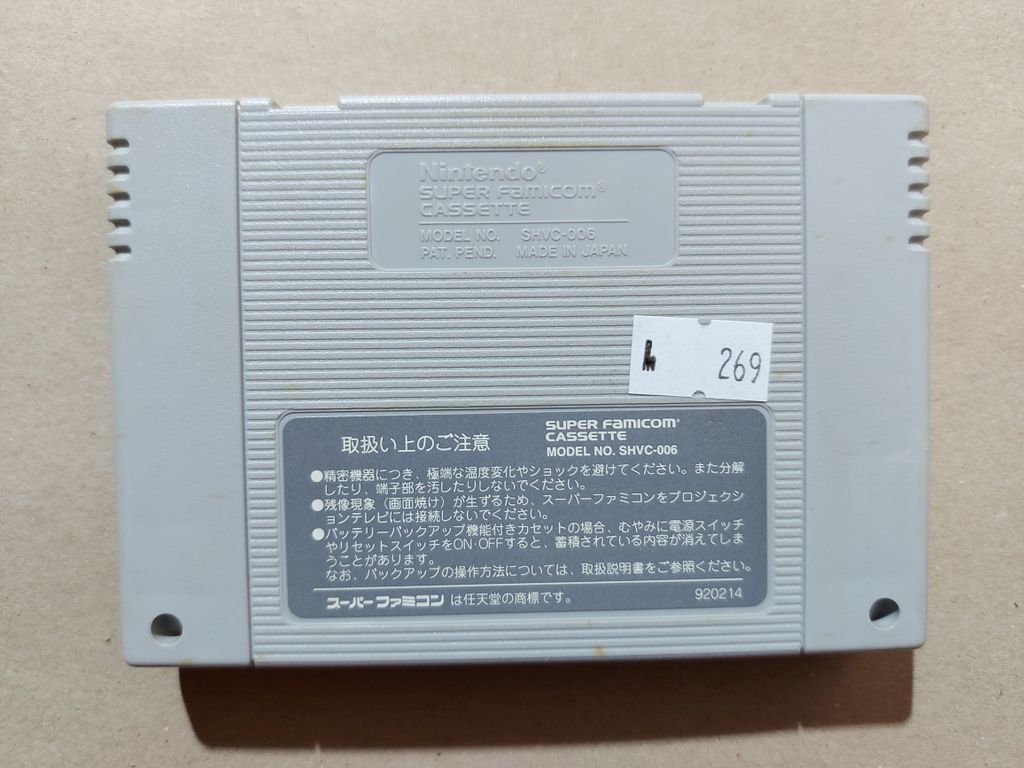 Nintendo®
SUPER FAMICOM®
CASSETTE
MODEL NO. SHVC-006
PAT. PEND. MADE IN JAPAN
269
取扱い上のご注意
SUPER FAMICOM®
CASSETTE
MODEL NO. SHVC-006
●精密機器につき、極端な温度変化やショックを避けてください。また分解
したり、端子部を汚したりしないでください。
●残像現象（画面焼け）が生ずるため、スーパーファミコンをプロジェクシ
ョンテレビには接続しないでください。
●バッテリーバックアップ機能付きカセットの場合、むやみに電源スイッチ
やリセットスイッチをON·OFFすると、蓄積されている内容が消えてしま
うことがあります。
なお、バックアップの操作方法については、取扱説明書をご参照ください。
スーパーファミコン は任天堂の商標です。
920214